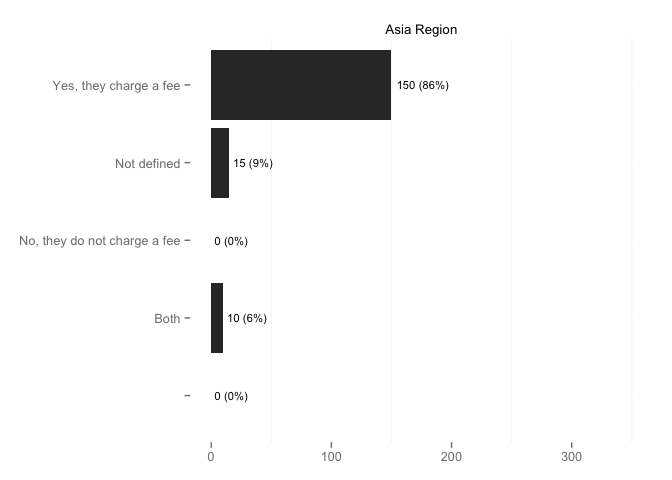 Asia Region
Yes, they charge a fee
150 (86%)
Not defined
15 (9%)
No, they do not charge a fee
0 (0%)
Both
10 (6%)
0 (0%)
0
100
200
300